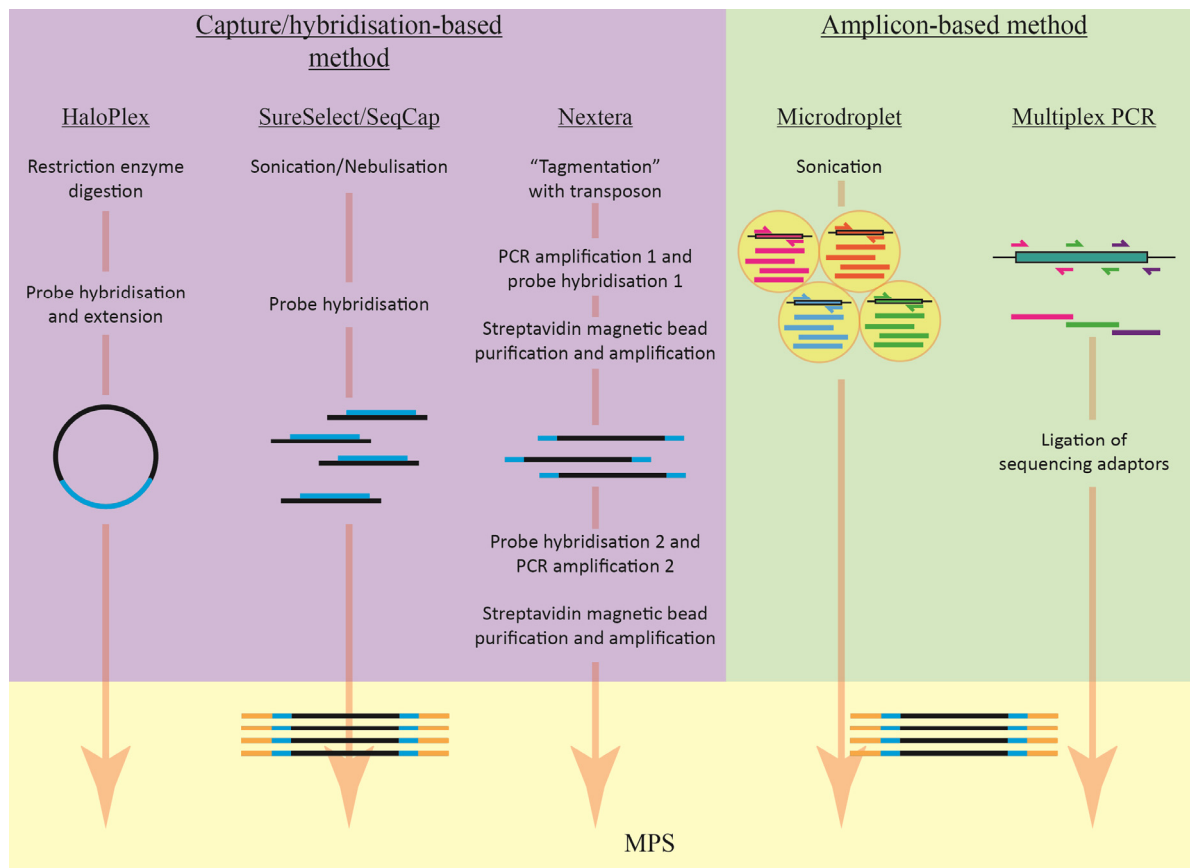 Capture/hybridisation-based
method
Amplicon-based method
HaloPlex
Restriction enzyme
digestion
Probe hybridisation
and extension
SureSelect/SeqCap
Sonication/Nebulisation
Probe hybridisation
Nextera
“Tagmentation”
with transposon
PCR amplification 1 and
probe hybridisation 1
Streptavidin magnetic bead
purification and amplification
Probe hybridisation 2 and
PCR amplification 2
Streptavidin magnetic bead
purification and amplification
Microdroplet
Sonication
Multiplex PCR
Ligation of
sequencing adaptors
MPS